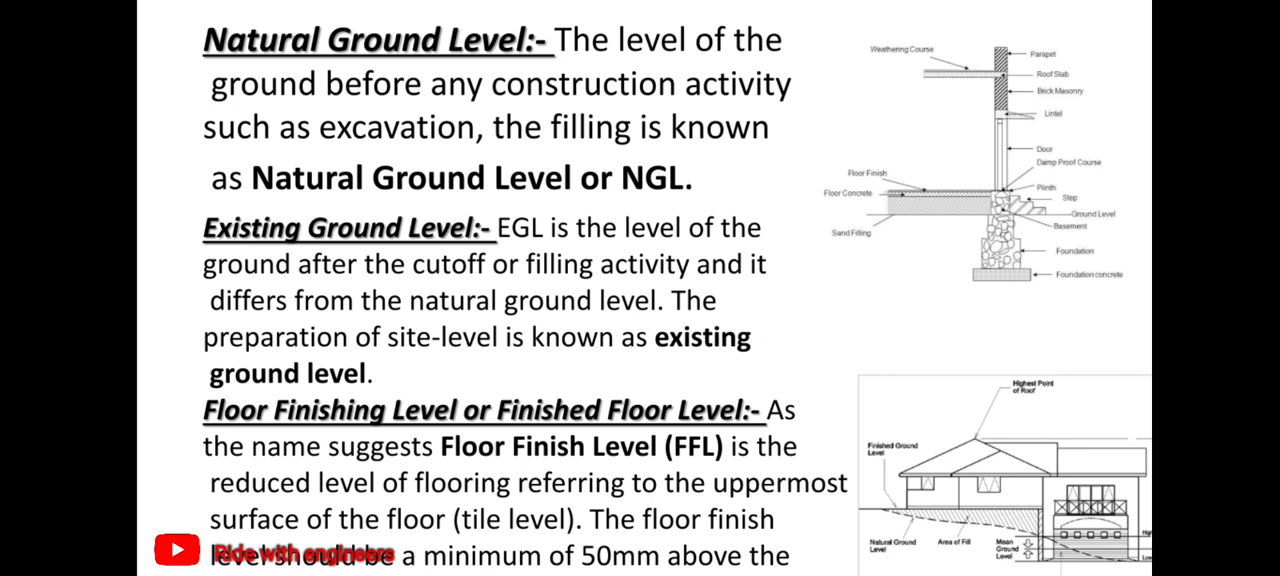 Natural Ground Level:- The level of the
ground before any construction activity
such as excavation, the filling is known
as Natural Ground Level or NGL.
Existing Ground Level:- EGL is the level of the
ground after the cutoff or filling activity and it
differs from the natural ground level. The
preparation of site-level is known as existing
ground level.
Floor Finishing Level or Finished Floor Level:- As
the name suggests Floor Finish Level (FFL) is the
reduced level of flooring referring to the uppermost
surface of the floor (tile level). The floor finish
level should be a minimum of 50mm above the
Ride with engineers
Weathering Course
Parapet
Roof Slab
Brick Masonry
Lintel
Door
Damp Proof Course
Floor Finish
Plinth
Floor Concrete
Step
Ground Level
Basement
Sand Filling
Foundation
Foundation concrete
Highest Point
of Roof
Finished Ground
Level
Natural Ground
Level
Area of Fill
Mean
Ground
Level